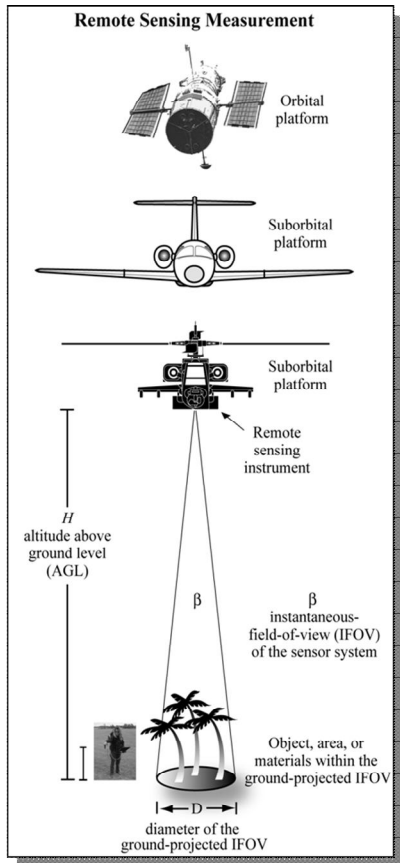 Remote Sensing Measurement
Orbital
platform
Suborbital
platform
Suborbital
platform
Remote
sensing
instrument
H
altitude above
ground level
(AGL)
β
β
instantaneous-
field-of-view (IFOV)
of the sensor system
Object, area, or
materials within the
ground-projected IFOV
D
diameter of the
ground-projected IFOV